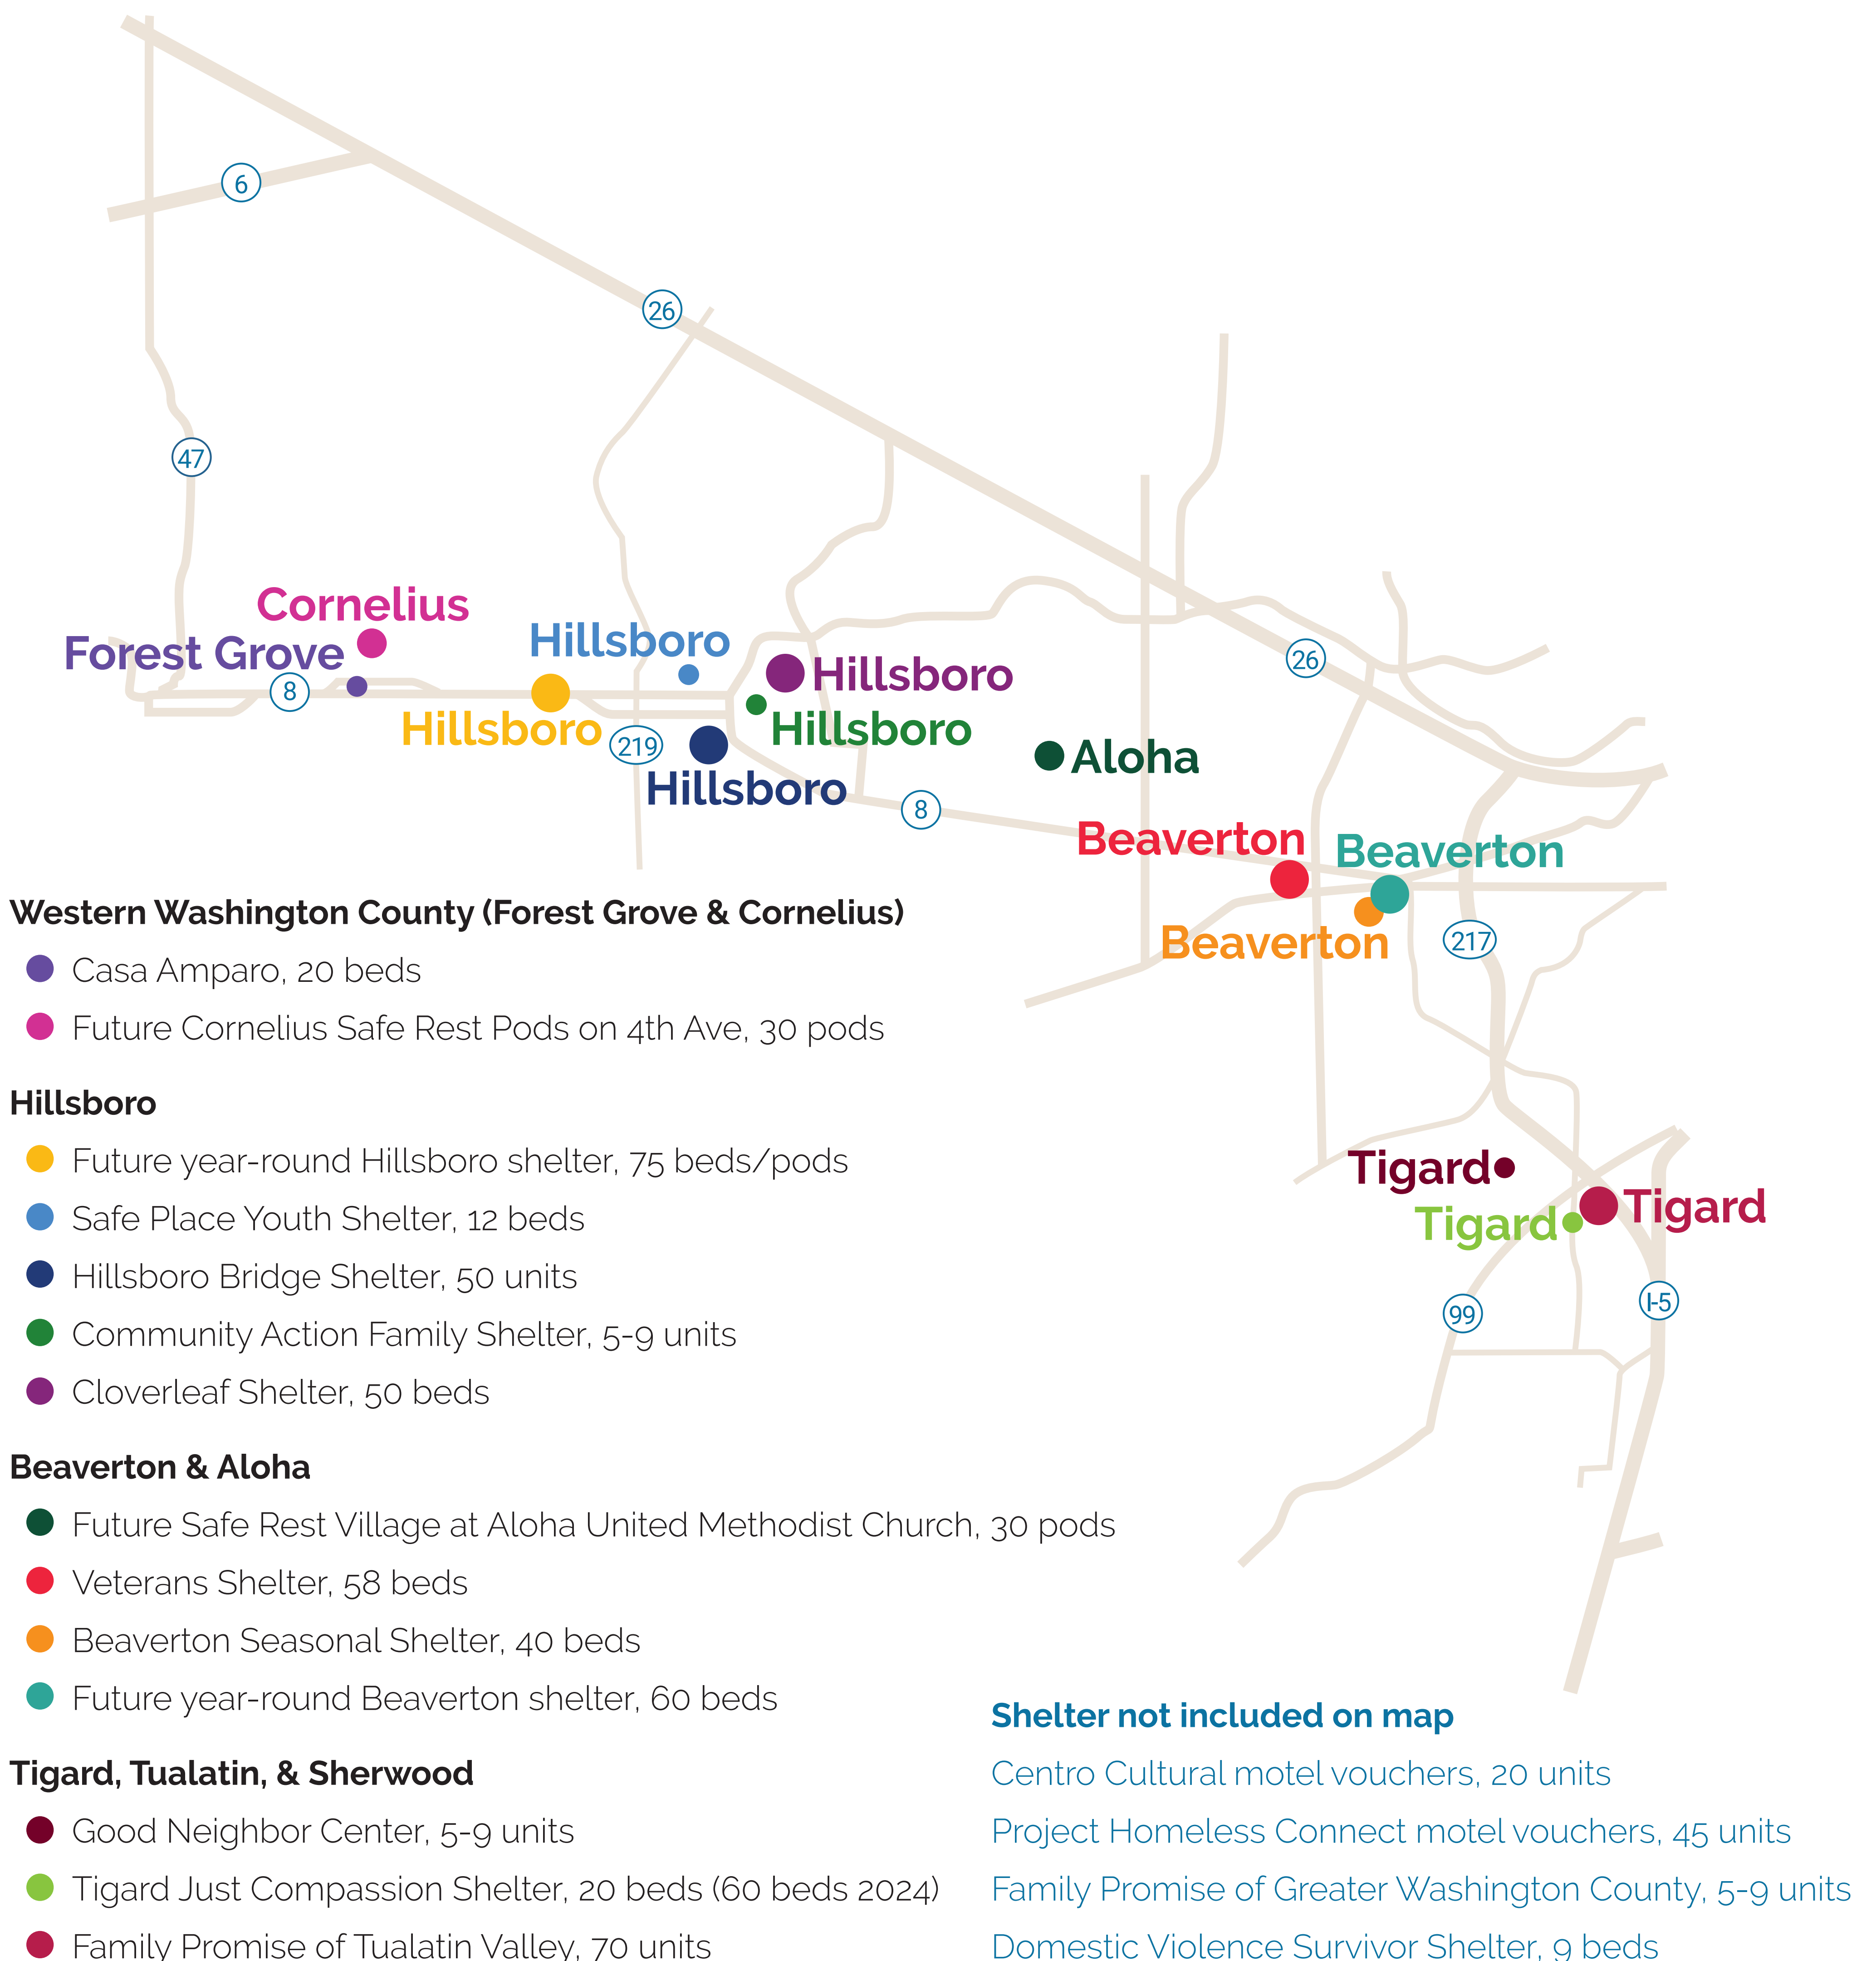 6
26
47
Cornelius
Forest Grove
8
Hillsboro
Hillsboro
219
Hillsboro
Hillsboro
Hillsboro
26
Aloha
8
Beaverton
Beaverton
Beaverton
217
Tigard
Tigard
Tigard
99
I-5
Western Washington County (Forest Grove & Cornelius)
Casa Amparo, 20 beds
Future Cornelius Safe Rest Pods on 4th Ave, 30 pods
Hillsboro
Future year-round Hillsboro shelter, 75 beds/pods
Safe Place Youth Shelter, 12 beds
Hillsboro Bridge Shelter, 50 units
Community Action Family Shelter, 5-9 units
Cloverleaf Shelter, 50 beds
Beaverton & Aloha
Future Safe Rest Village at Aloha United Methodist Church, 30 pods
Veterans Shelter, 58 beds
Beaverton Seasonal Shelter, 40 beds
Future year-round Beaverton shelter, 60 beds
Tigard, Tualatin, & Sherwood
Good Neighbor Center, 5-9 units
Tigard Just Compassion Shelter, 20 beds (60 beds 2024)
Family Promise of Tualatin Valley, 70 units
Shelter not included on map
Centro Cultural motel vouchers, 20 units
Project Homeless Connect motel vouchers, 45 units
Family Promise of Greater Washington County, 5-9 units
Domestic Violence Survivor Shelter, 9 beds